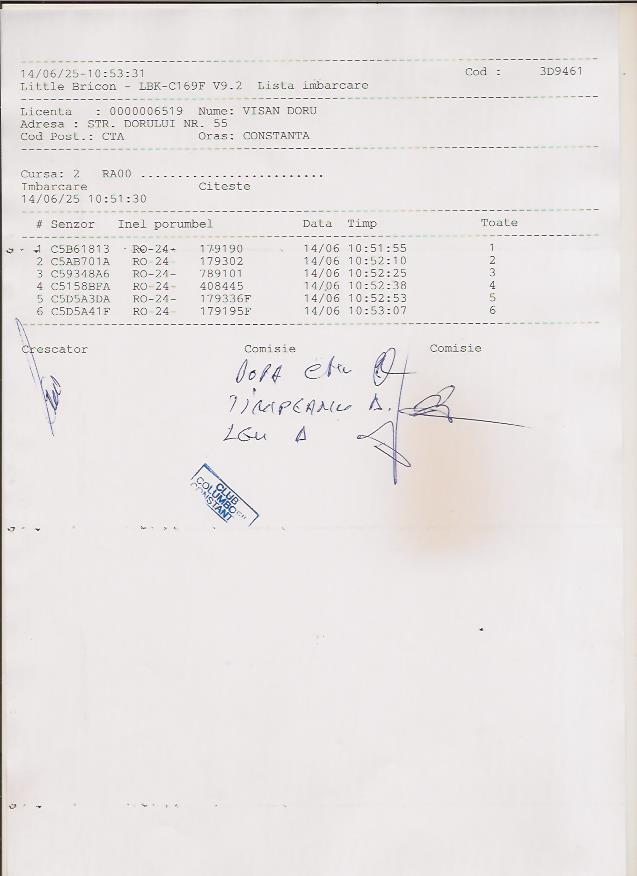 14/06/25-10:53:31 Cod : 3D9461
Little Bricon - LBK-C169F V9.2 Lista imbarcare
Licenta : 0000006519 Nume: VISAN DORU
Adresa : STR. DORULUI NR. 55
Cod Post.: CTA Oras: CONSTANTA
Cursa: 2 RA00 ........................
Imbarcare Citeste
14/06/25 10:51:30
# Senzor Inel porumbel Data Timp Toate
1 C5B61813 RO-24- 179190 14/06 10:51:55 1
2 C5AB701A RO-24- 179302 14/06 10:52:10 2
3 C59348A6 RO-24- 789101 14/06 10:52:25 3
4 C5158BFA RO-24- 408445 14/06 10:52:38 4
5 C5D5A3DA RO-24- 179336F 14/06 10:52:53 5
6 C5D5A41F RO-24- 179195F 14/06 10:53:07 6
Crescator Comisie Comisie
POPA
A.
LEU A
CLUB